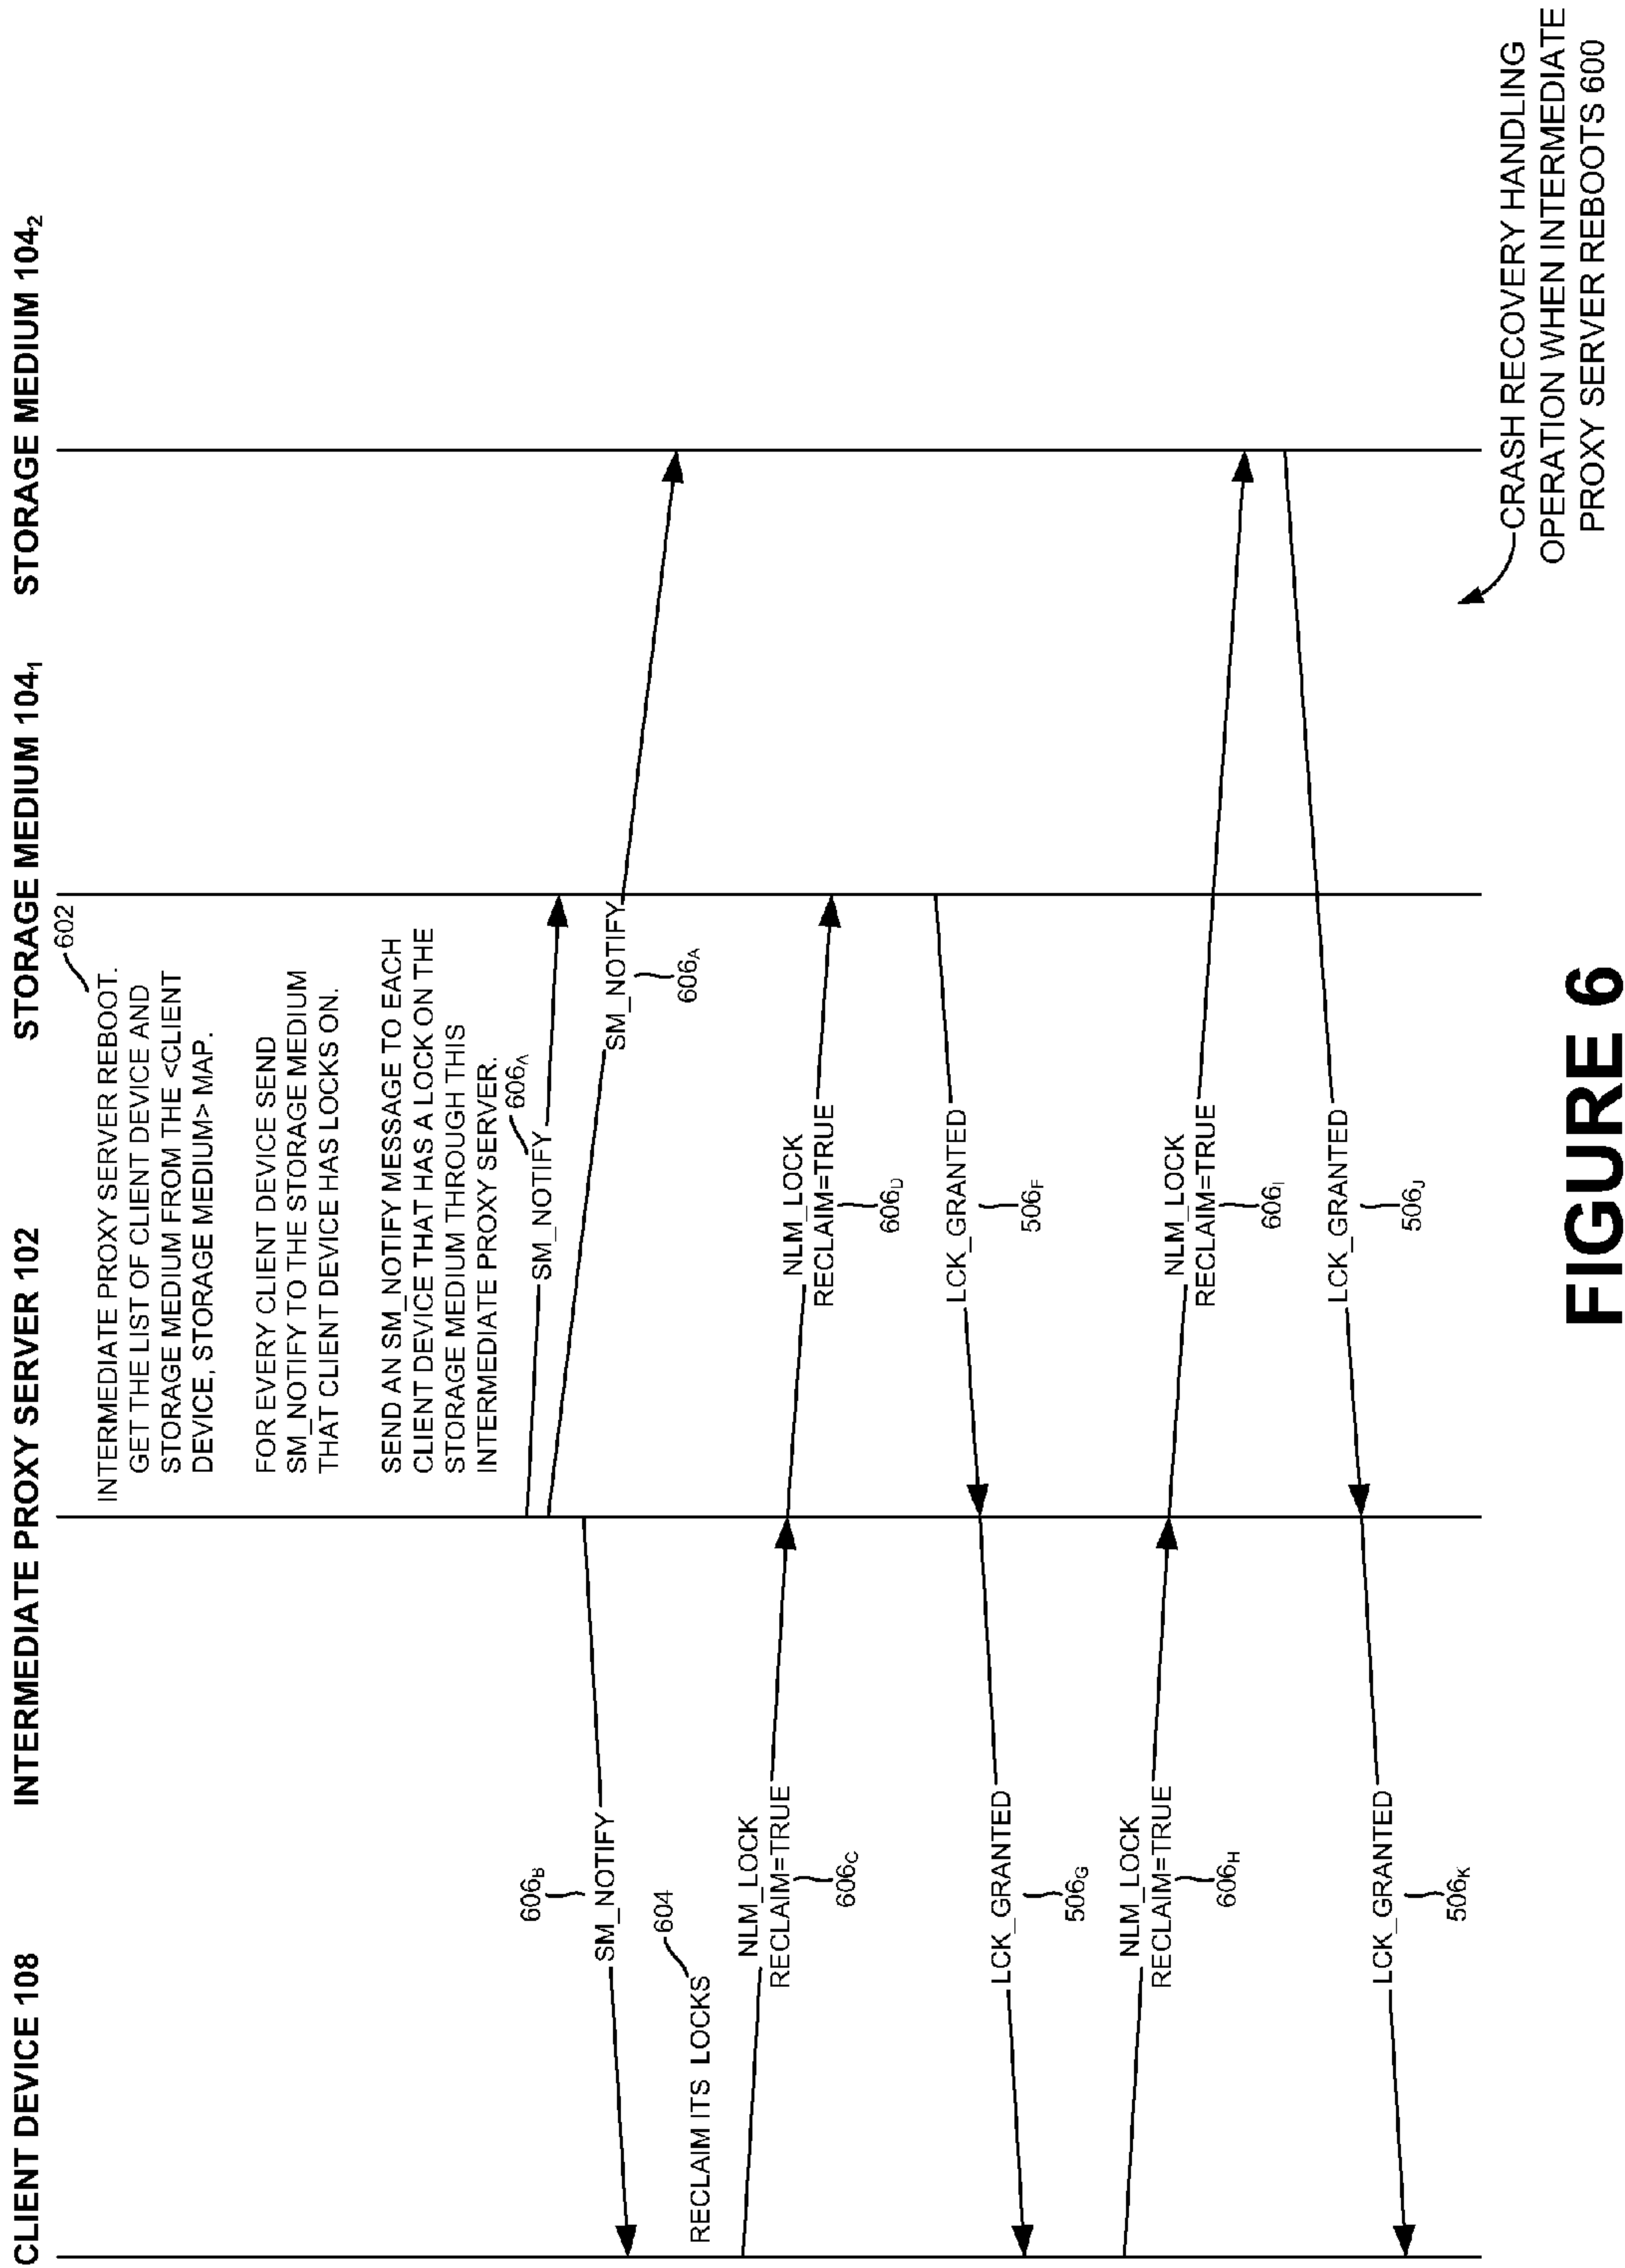 CLIENT DEVICE 108
INTERMEDIATE PROXY SERVER 102
STORAGE MEDIUM 104₁
STORAGE MEDIUM 104₂
602
INTERMEDIATE PROXY SERVER REBOOT.
GET THE LIST OF CLIENT DEVICE AND
STORAGE MEDIUM FROM THE <CLIENT
DEVICE, STORAGE MEDIUM> MAP.
FOR EVERY CLIENT DEVICE SEND
SM_NOTIFY TO THE STORAGE MEDIUM
THAT CLIENT DEVICE HAS LOCKS ON.
SEND AN SM_NOTIFY MESSAGE TO EACH
CLIENT DEVICE THAT HAS A LOCK ON THE
STORAGE MEDIUM THROUGH THIS
INTERMEDIATE PROXY SERVER.
606A
SM_NOTIFY
606B
SM_NOTIFY
SM_NOTIFY
606A
604
RECLAIM ITS LOCKS
NLM_LOCK
RECLAIM=TRUE
606C
NLM_LOCK
RECLAIM=TRUE
606D
LCK_GRANTED
506F
LCK_GRANTED
506G
NLM_LOCK
RECLAIM=TRUE
606H
NLM_LOCK
RECLAIM=TRUE
606I
LCK_GRANTED
506J
LCK_GRANTED
506K
CRASH RECOVERY HANDLING
OPERATION WHEN INTERMEDIATE
PROXY SERVER REBOOTS 600
FIGURE 6